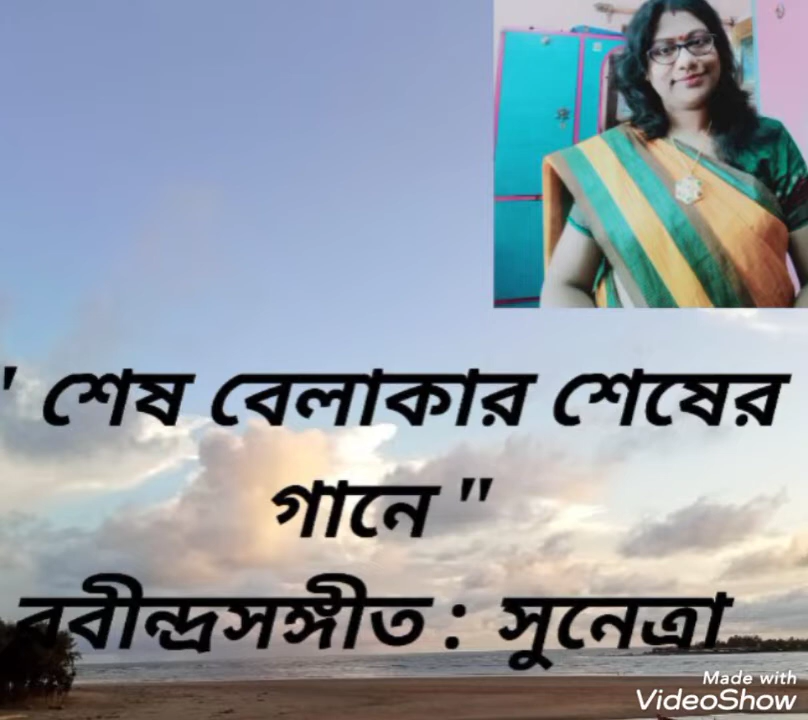 " শেষ বেলাকার শেষের
গানে "
রবীন্দ্রসঙ্গীত : সুনেত্রা
Made with
VideoShow